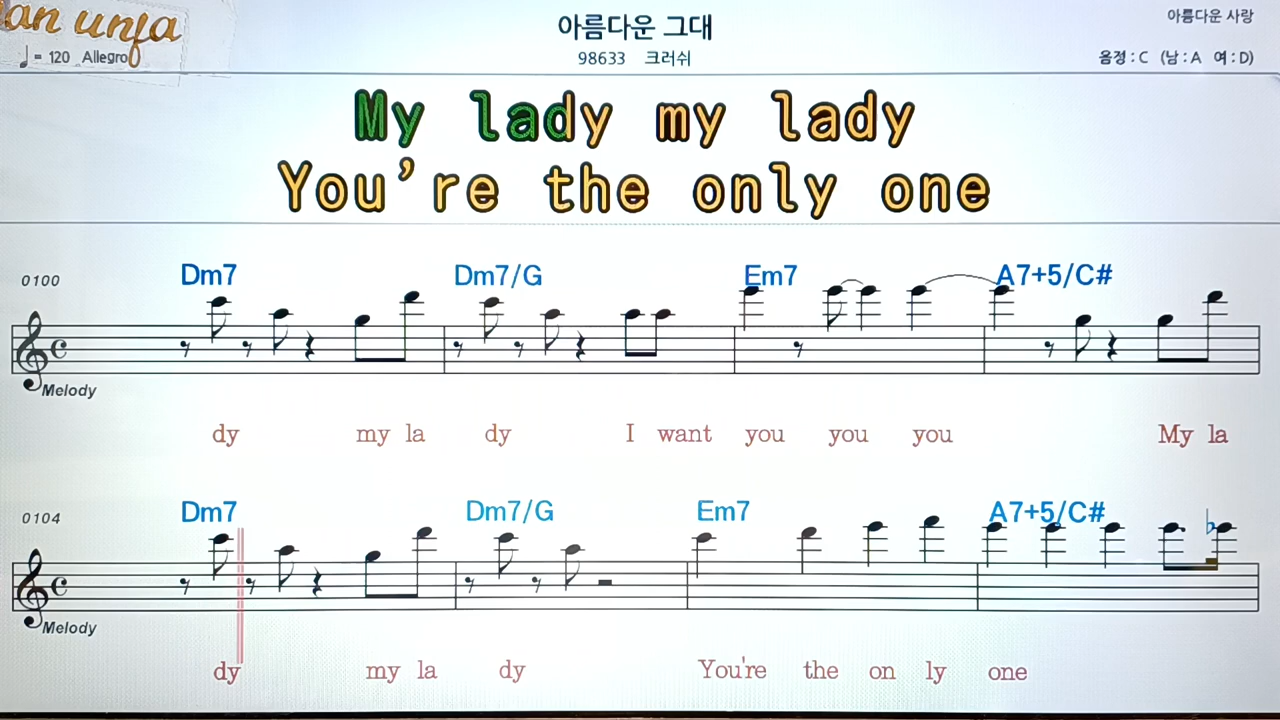 아름다운 그대
아름다운 사랑
= 120 Allegro
98633 크러쉬
음정 : C (남 : A 여 : D)
My lady my lady
You're the only one
0100
Dm7 Dm7/G Em7 A7+5/C#
Melody
dy my la dy I want you you you My la
0104
Dm7 Dm7/G Em7 A7+5/C#
Melody
dy my la dy You're the on ly one